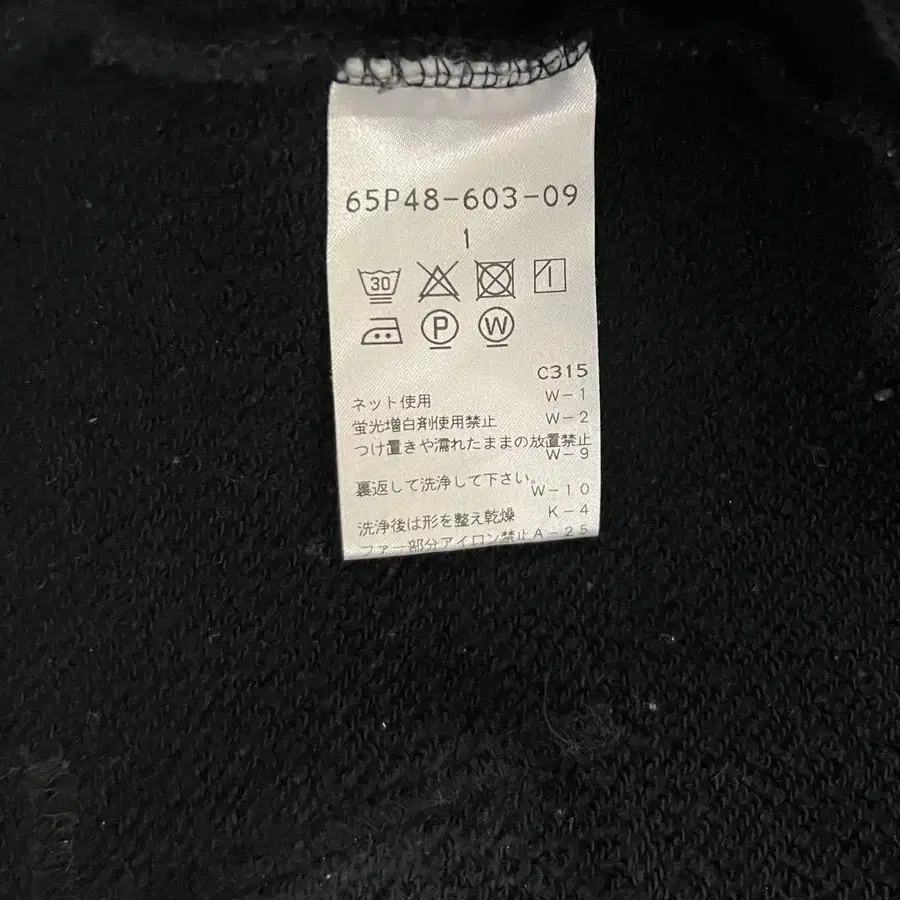 65P48-603-09
1
30
P W
C315
ネット使用 W-1
蛍光増白剤使用禁止 W-2
つけ置きや濡れたままの放置禁止
W-9
裏返して洗浄して下さい。
W-10
洗浄後は形を整え乾燥 K-4
ファー部分アイロン禁止A-25